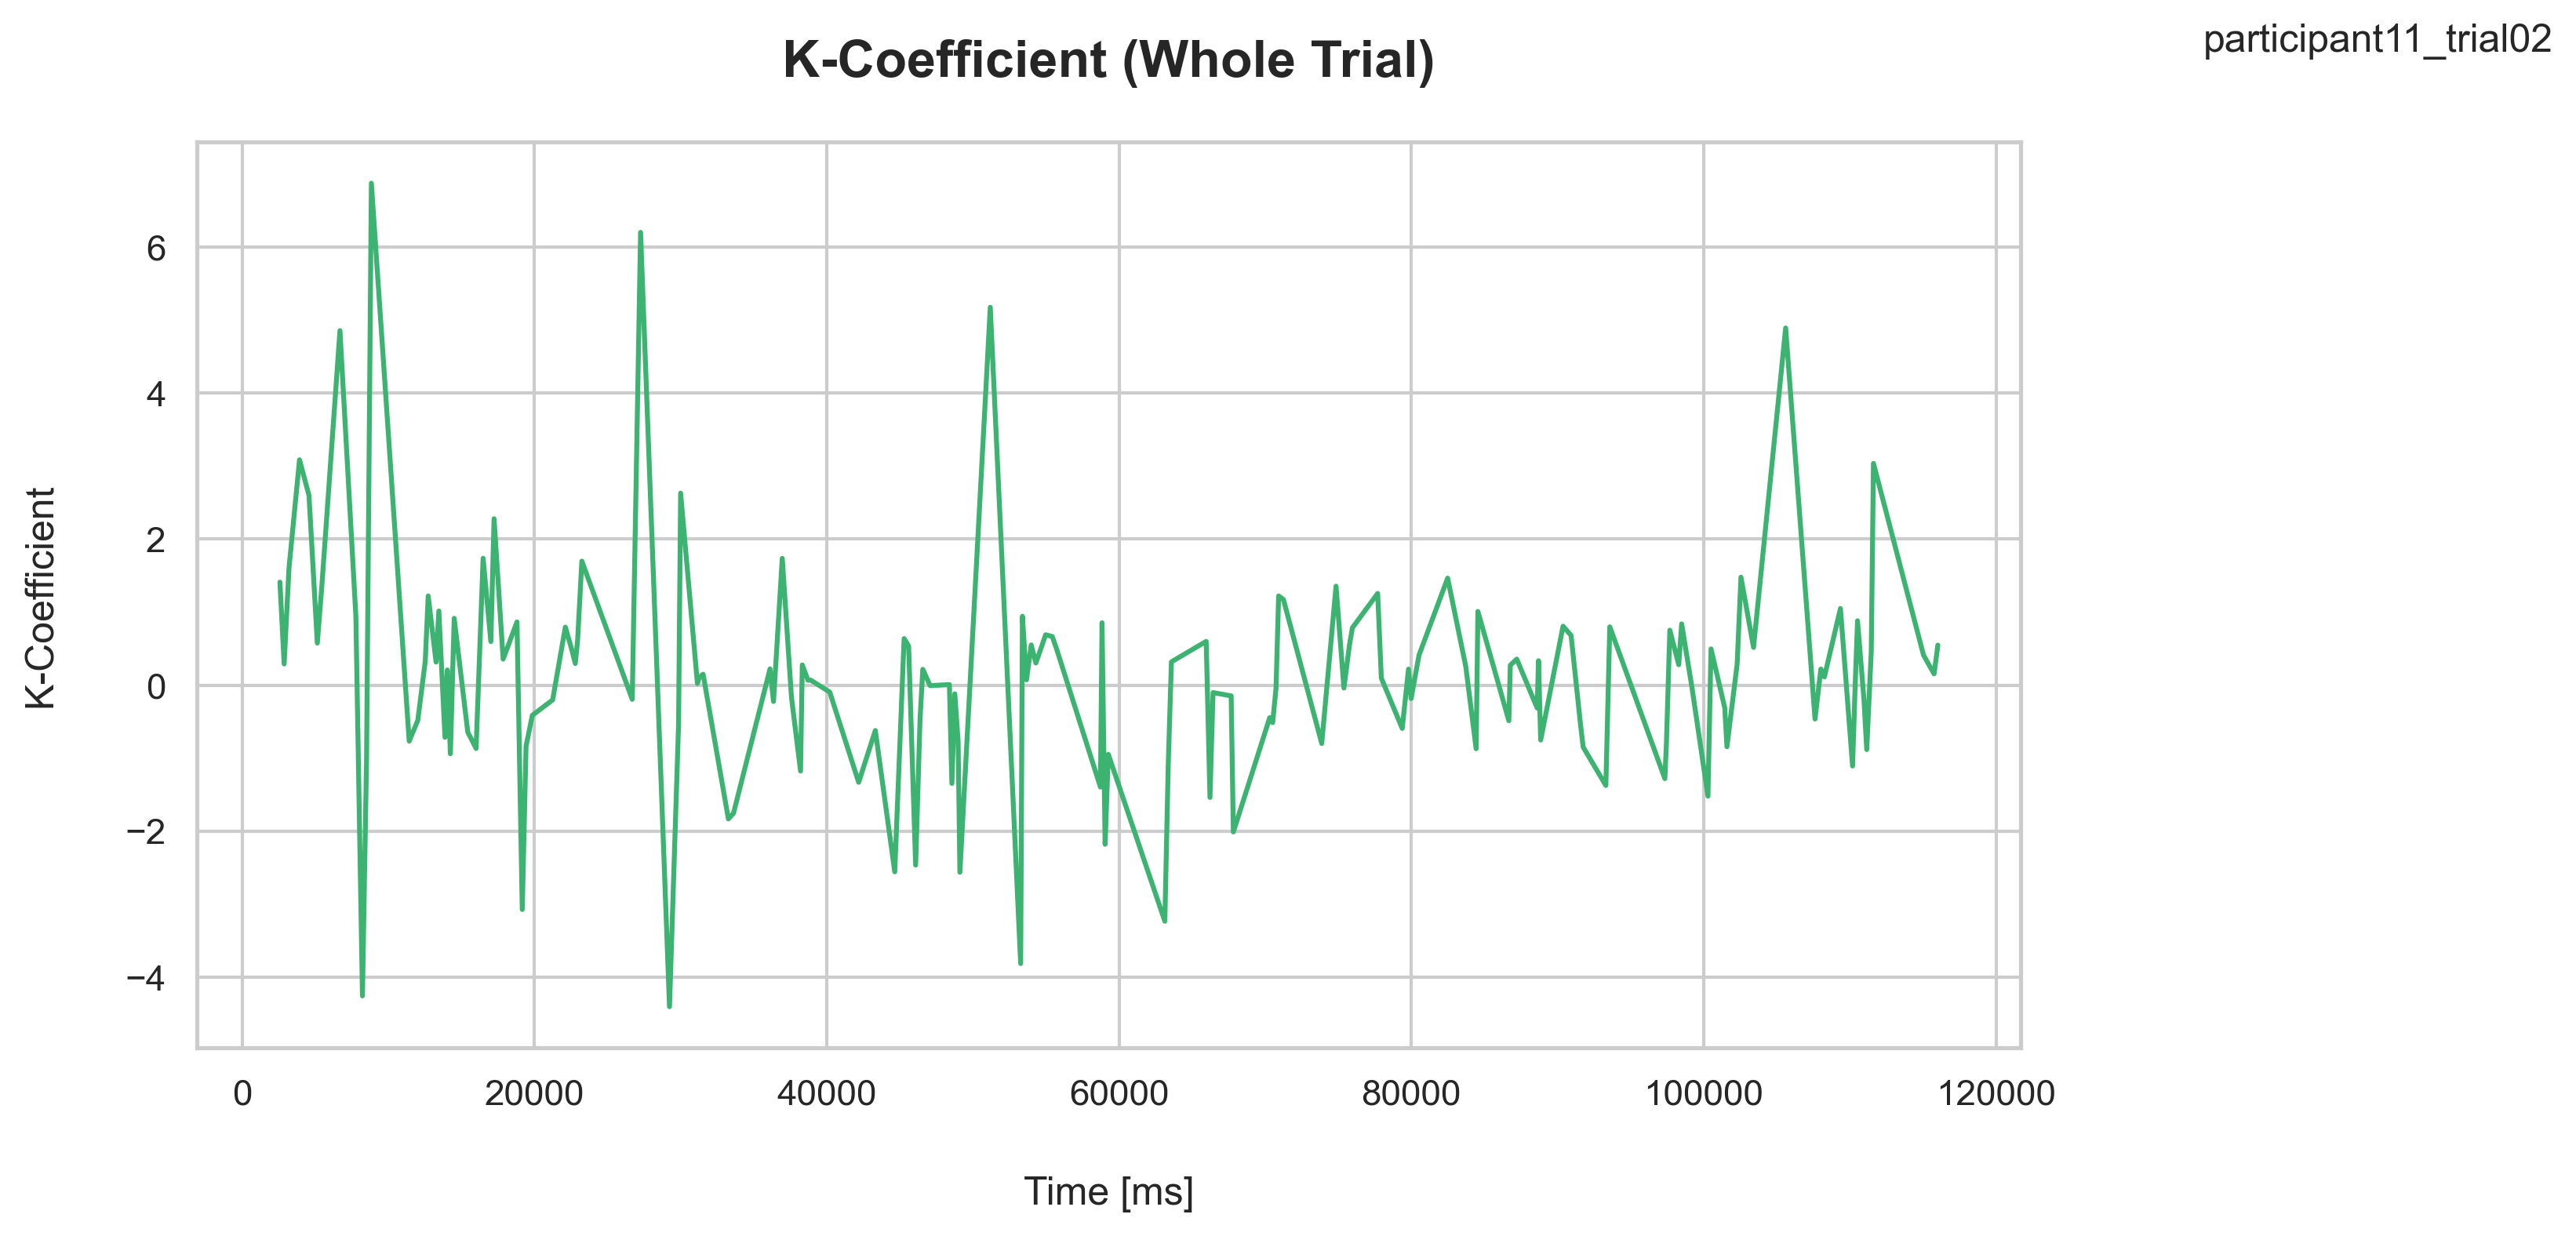 participant11_trial02
K-Coefficient (Whole Trial)
K-Coefficient
6
4
2
0
−2
−4
0 20000 40000 60000 80000 100000 120000
Time [ms]